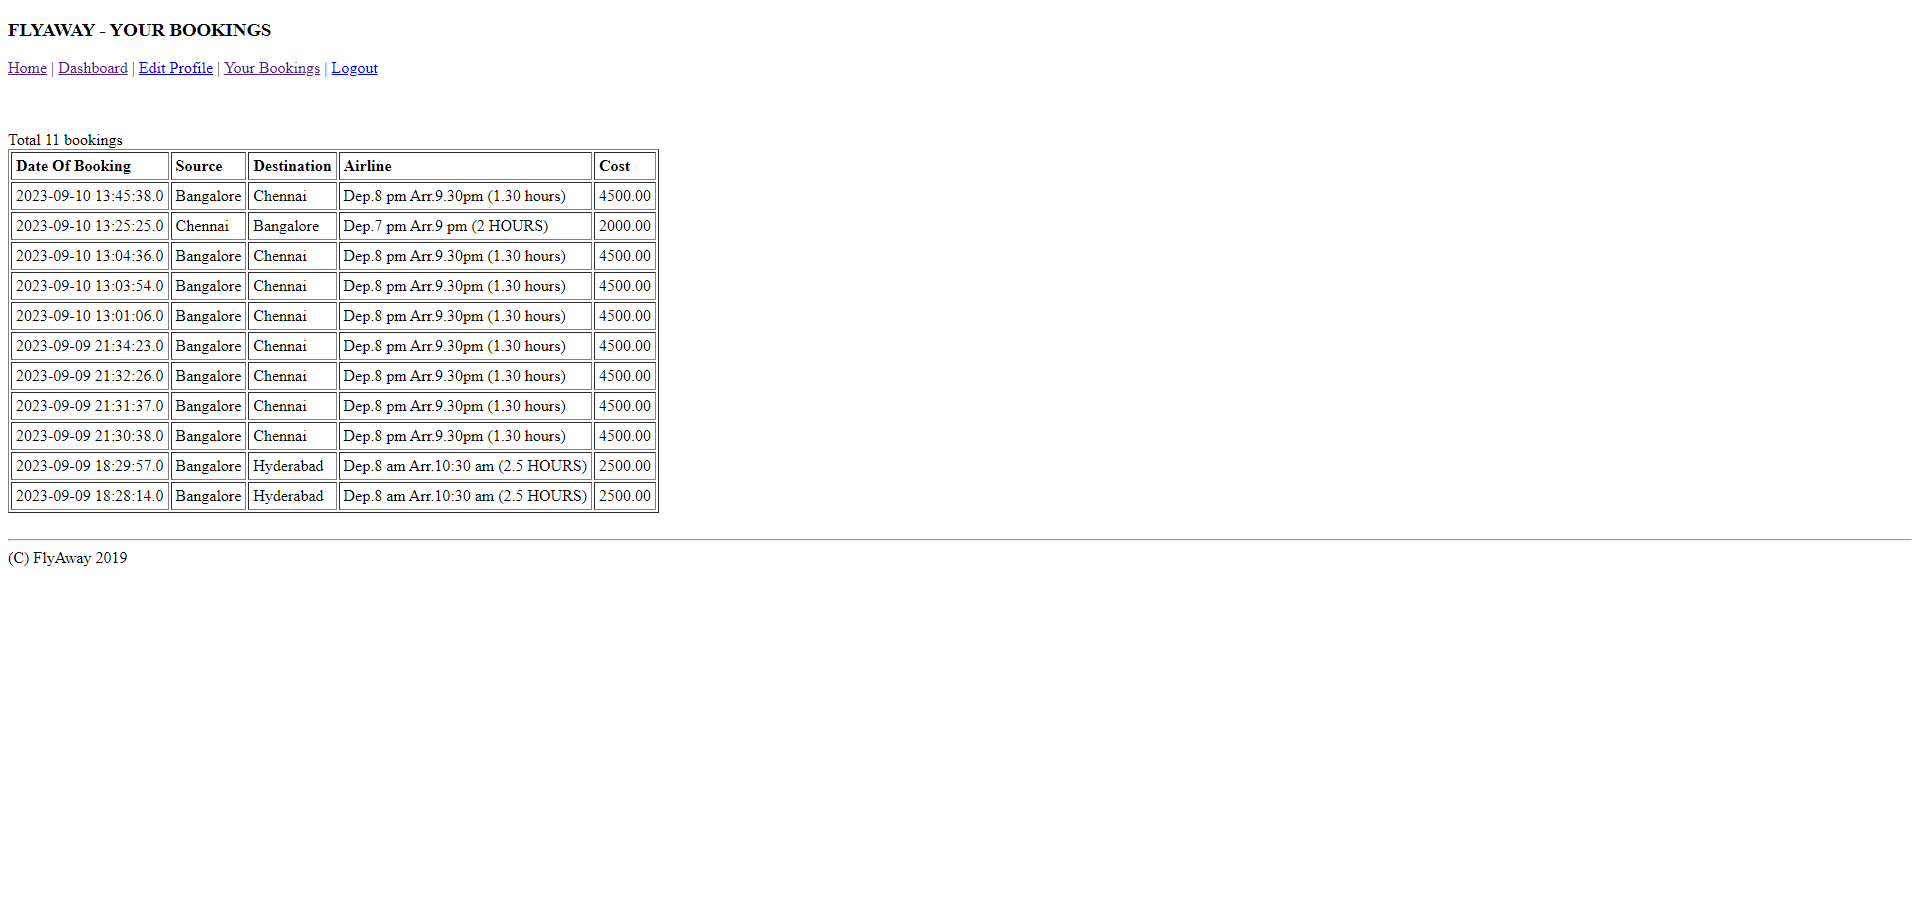 FLYAWAY - YOUR BOOKINGS
Home | Dashboard | Edit Profile | Your Bookings | Logout
Total 11 bookings
Date Of Booking Source Destination Airline Cost
2023-09-10 13:45:38.0 Bangalore Chennai Dep.8 pm Arr.9.30pm (1.30 hours) 4500.00
2023-09-10 13:25:25.0 Chennai Bangalore Dep.7 pm Arr.9 pm (2 HOURS) 2000.00
2023-09-10 13:04:36.0 Bangalore Chennai Dep.8 pm Arr.9.30pm (1.30 hours) 4500.00
2023-09-10 13:03:54.0 Bangalore Chennai Dep.8 pm Arr.9.30pm (1.30 hours) 4500.00
2023-09-10 13:01:06.0 Bangalore Chennai Dep.8 pm Arr.9.30pm (1.30 hours) 4500.00
2023-09-09 21:34:23.0 Bangalore Chennai Dep.8 pm Arr.9.30pm (1.30 hours) 4500.00
2023-09-09 21:32:26.0 Bangalore Chennai Dep.8 pm Arr.9.30pm (1.30 hours) 4500.00
2023-09-09 21:31:37.0 Bangalore Chennai Dep.8 pm Arr.9.30pm (1.30 hours) 4500.00
2023-09-09 21:30:38.0 Bangalore Chennai Dep.8 pm Arr.9.30pm (1.30 hours) 4500.00
2023-09-09 18:29:57.0 Bangalore Hyderabad Dep.8 am Arr.10:30 am (2.5 HOURS) 2500.00
2023-09-09 18:28:14.0 Bangalore Hyderabad Dep.8 am Arr.10:30 am (2.5 HOURS) 2500.00
(C) FlyAway 2019